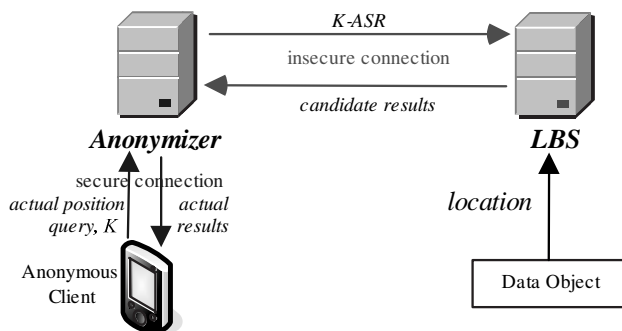 K-ASR
insecure connection
candidate results
Anonymizer
LBS
secure connection
actual position
query, K
actual
results
location
Anonymous
Client
Data Object